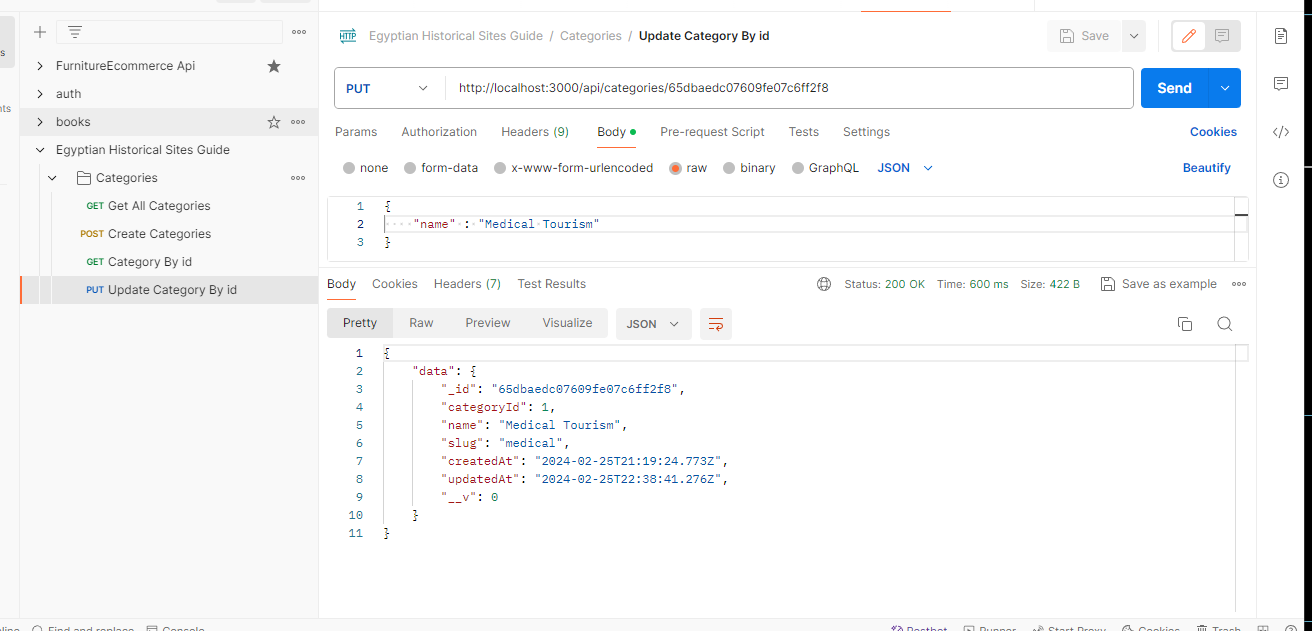 Egyptian Historical Sites Guide / Categories / Update Category By id
Save
FurnitureEcommerce Api
auth
books
Egyptian Historical Sites Guide
Categories
GET Get All Categories
POST Create Categories
GET Category By id
PUT Update Category By id
PUT
http://localhost:3000/api/categories/65dbaedc07609fe07c6ff2f8
Send
Params Authorization Headers (9) Body Pre-request Script Tests Settings Cookies
none form-data x-www-form-urlencoded raw binary GraphQL JSON Beautify
1 {
2 "name" : "Medical Tourism"
3 }
Body Cookies Headers (7) Test Results Status: 200 OK Time: 600 ms Size: 422 B Save as example
Pretty Raw Preview Visualize JSON
1 {
2 "data": {
3 "_id": "65dbaedc07609fe07c6ff2f8",
4 "categoryId": 1,
5 "name": "Medical Tourism",
6 "slug": "medical",
7 "createdAt": "2024-02-25T21:19:24.773Z",
8 "updatedAt": "2024-02-25T22:38:41.276Z",
9 "__v": 0
10 }
11 }
Find and replace Console Postbot Runner Start Proxy Cookies Trash